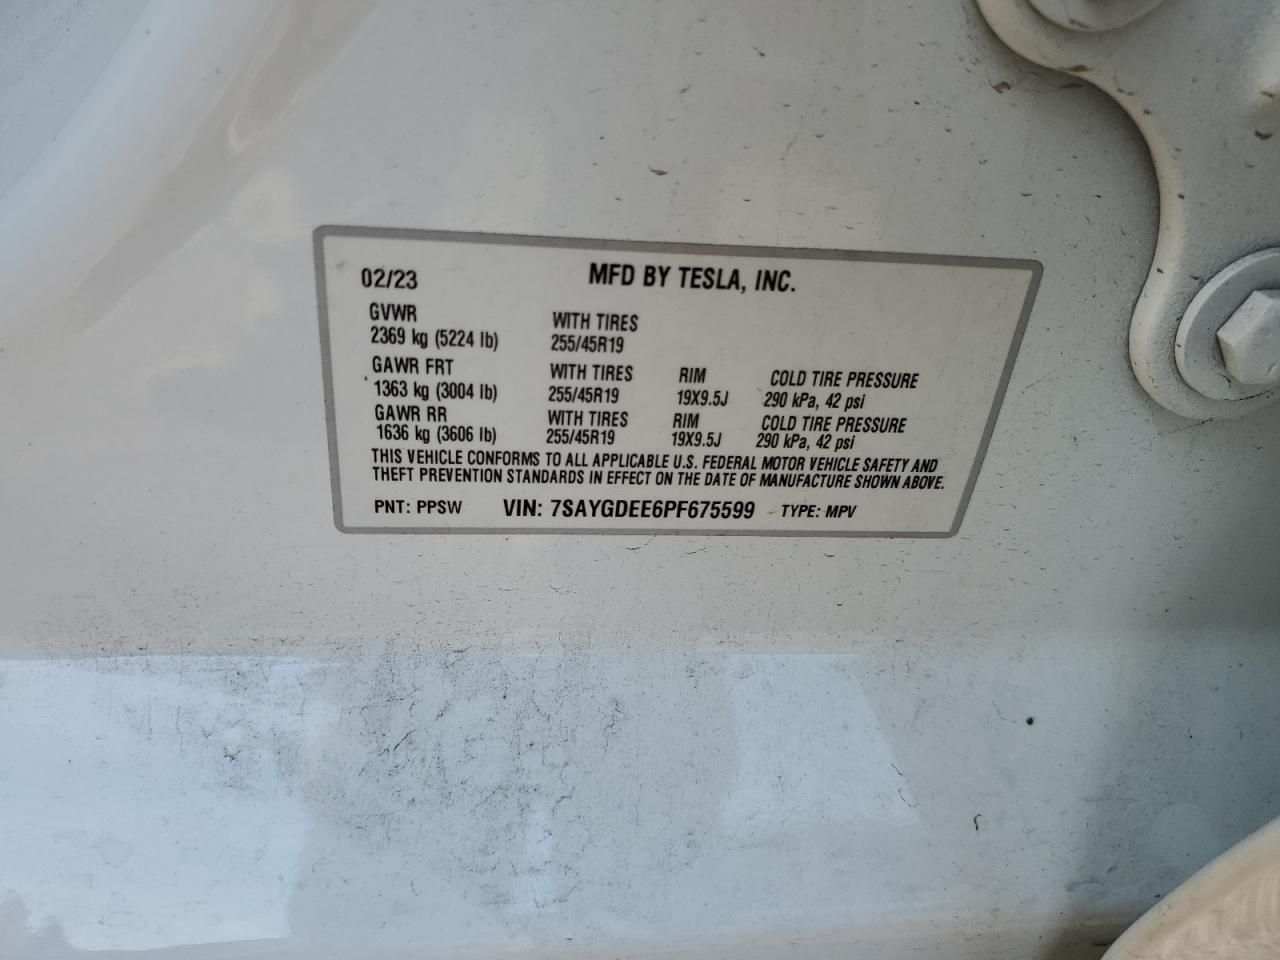 02/23 MFD BY TESLA, INC.
GVWR
2369 kg (5224 lb)
WITH TIRES
255/45R19
GAWR FRT
1363 kg (3004 lb)
WITH TIRES
255/45R19
RIM
19X9.5J
COLD TIRE PRESSURE
290 kPa, 42 psi
GAWR RR
1636 kg (3606 lb)
WITH TIRES
255/45R19
RIM
19X9.5J
COLD TIRE PRESSURE
290 kPa, 42 psi
THIS VEHICLE CONFORMS TO ALL APPLICABLE U.S. FEDERAL MOTOR VEHICLE SAFETY AND
THEFT PREVENTION STANDARDS IN EFFECT ON THE DATE OF MANUFACTURE SHOWN ABOVE.
PNT: PPSW VIN: 7SAYGDEE6PF675599 TYPE: MPV